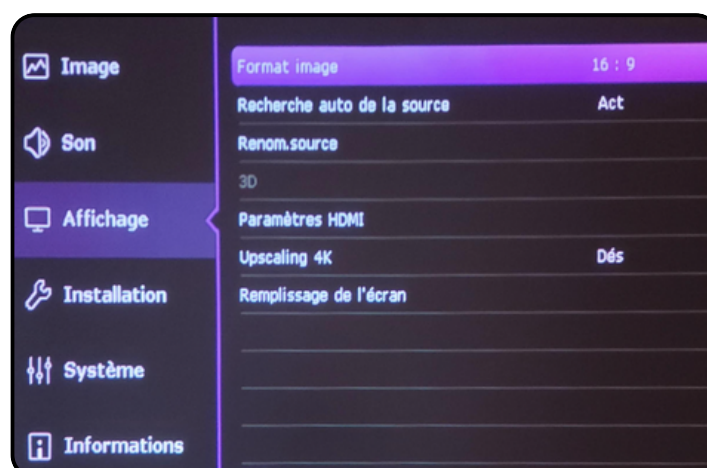 Image
Son
Affichage
Installation
Système
Informations
Format image 16 : 9
Recherche auto de la source Act
Renom.source
3D
Paramètres HDMI
Upscaling 4K Dés
Remplissage de l'écran